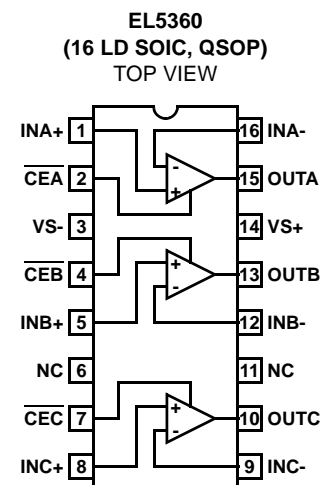 EL5360
(16 LD SOIC, QSOP)
TOP VIEW
INA+ 1 16 INA-
CEA 2 - + 15 OUTA
VS- 3 14 VS+
CEB 4 + - 13 OUTB
INB+ 5 12 INB-
NC 6 11 NC
CEC 7 + - 10 OUTC
INC+ 8 9 INC-